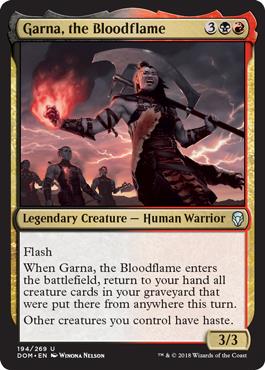 Garna, the Bloodflame 3
Legendary Creature — Human Warrior
Flash
When Garna, the Bloodflame enters
the battlefield, return to your hand all
creature cards in your graveyard that
were put there from anywhere this turn.
Other creatures you control have haste.
3/3
194/269 U
DOM • EN Winona Nelson
™ & © 2018 Wizards of the Coast